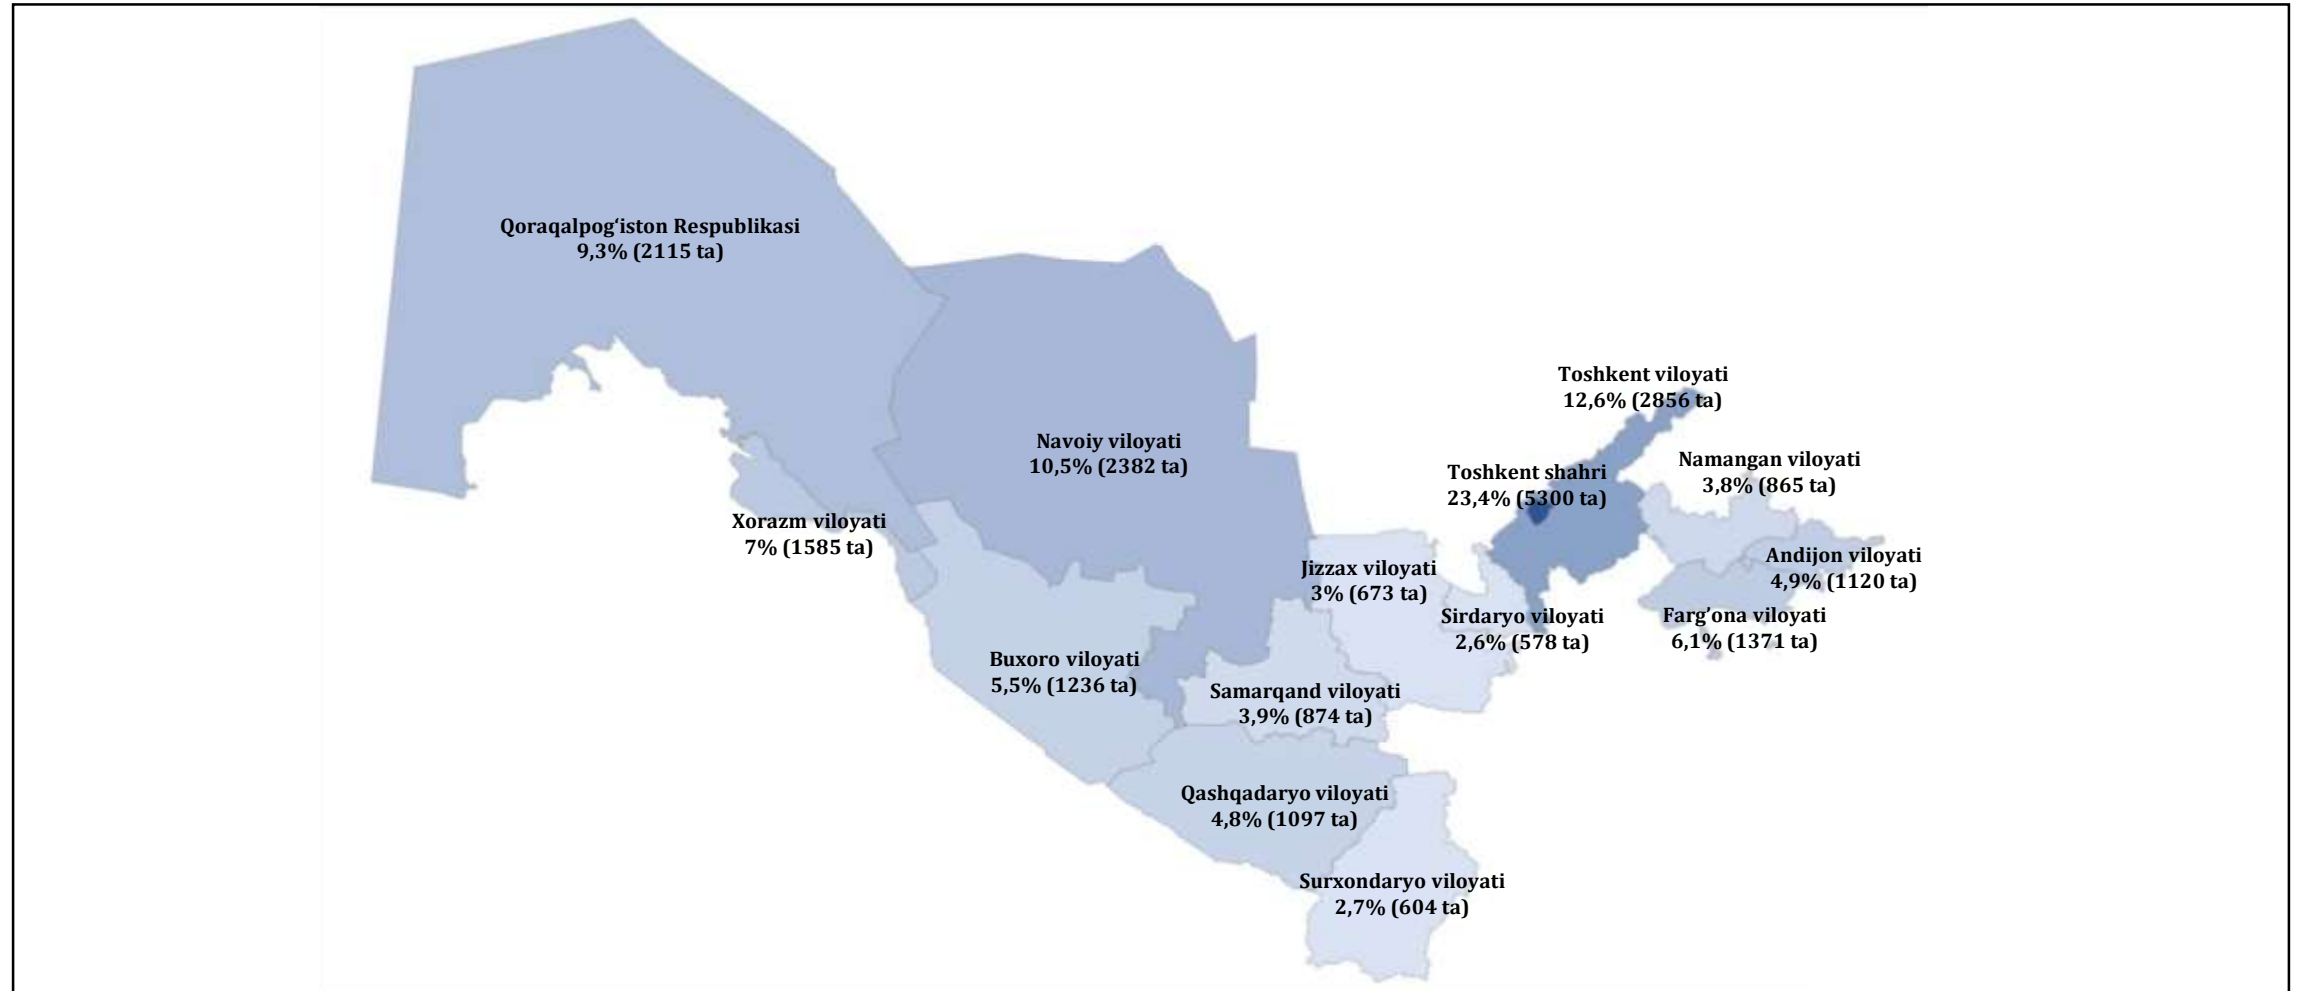 Qoraqalpog‘iston Respublikasi
9,3% (2115 ta)
Navoiy viloyati
10,5% (2382 ta)
Xorazm viloyati
7% (1585 ta)
Buxoro viloyati
5,5% (1236 ta)
Toshkent viloyati
12,6% (2856 ta)
Toshkent shahri
23,4% (5300 ta)
Namangan viloyati
3,8% (865 ta)
Andijon viloyati
4,9% (1120 ta)
Farg’ona viloyati
6,1% (1371 ta)
Jizzax viloyati
3% (673 ta)
Sirdaryo viloyati
2,6% (578 ta)
Samarqand viloyati
3,9% (874 ta)
Qashqadaryo viloyati
4,8% (1097 ta)
Surxondaryo viloyati
2,7% (604 ta)